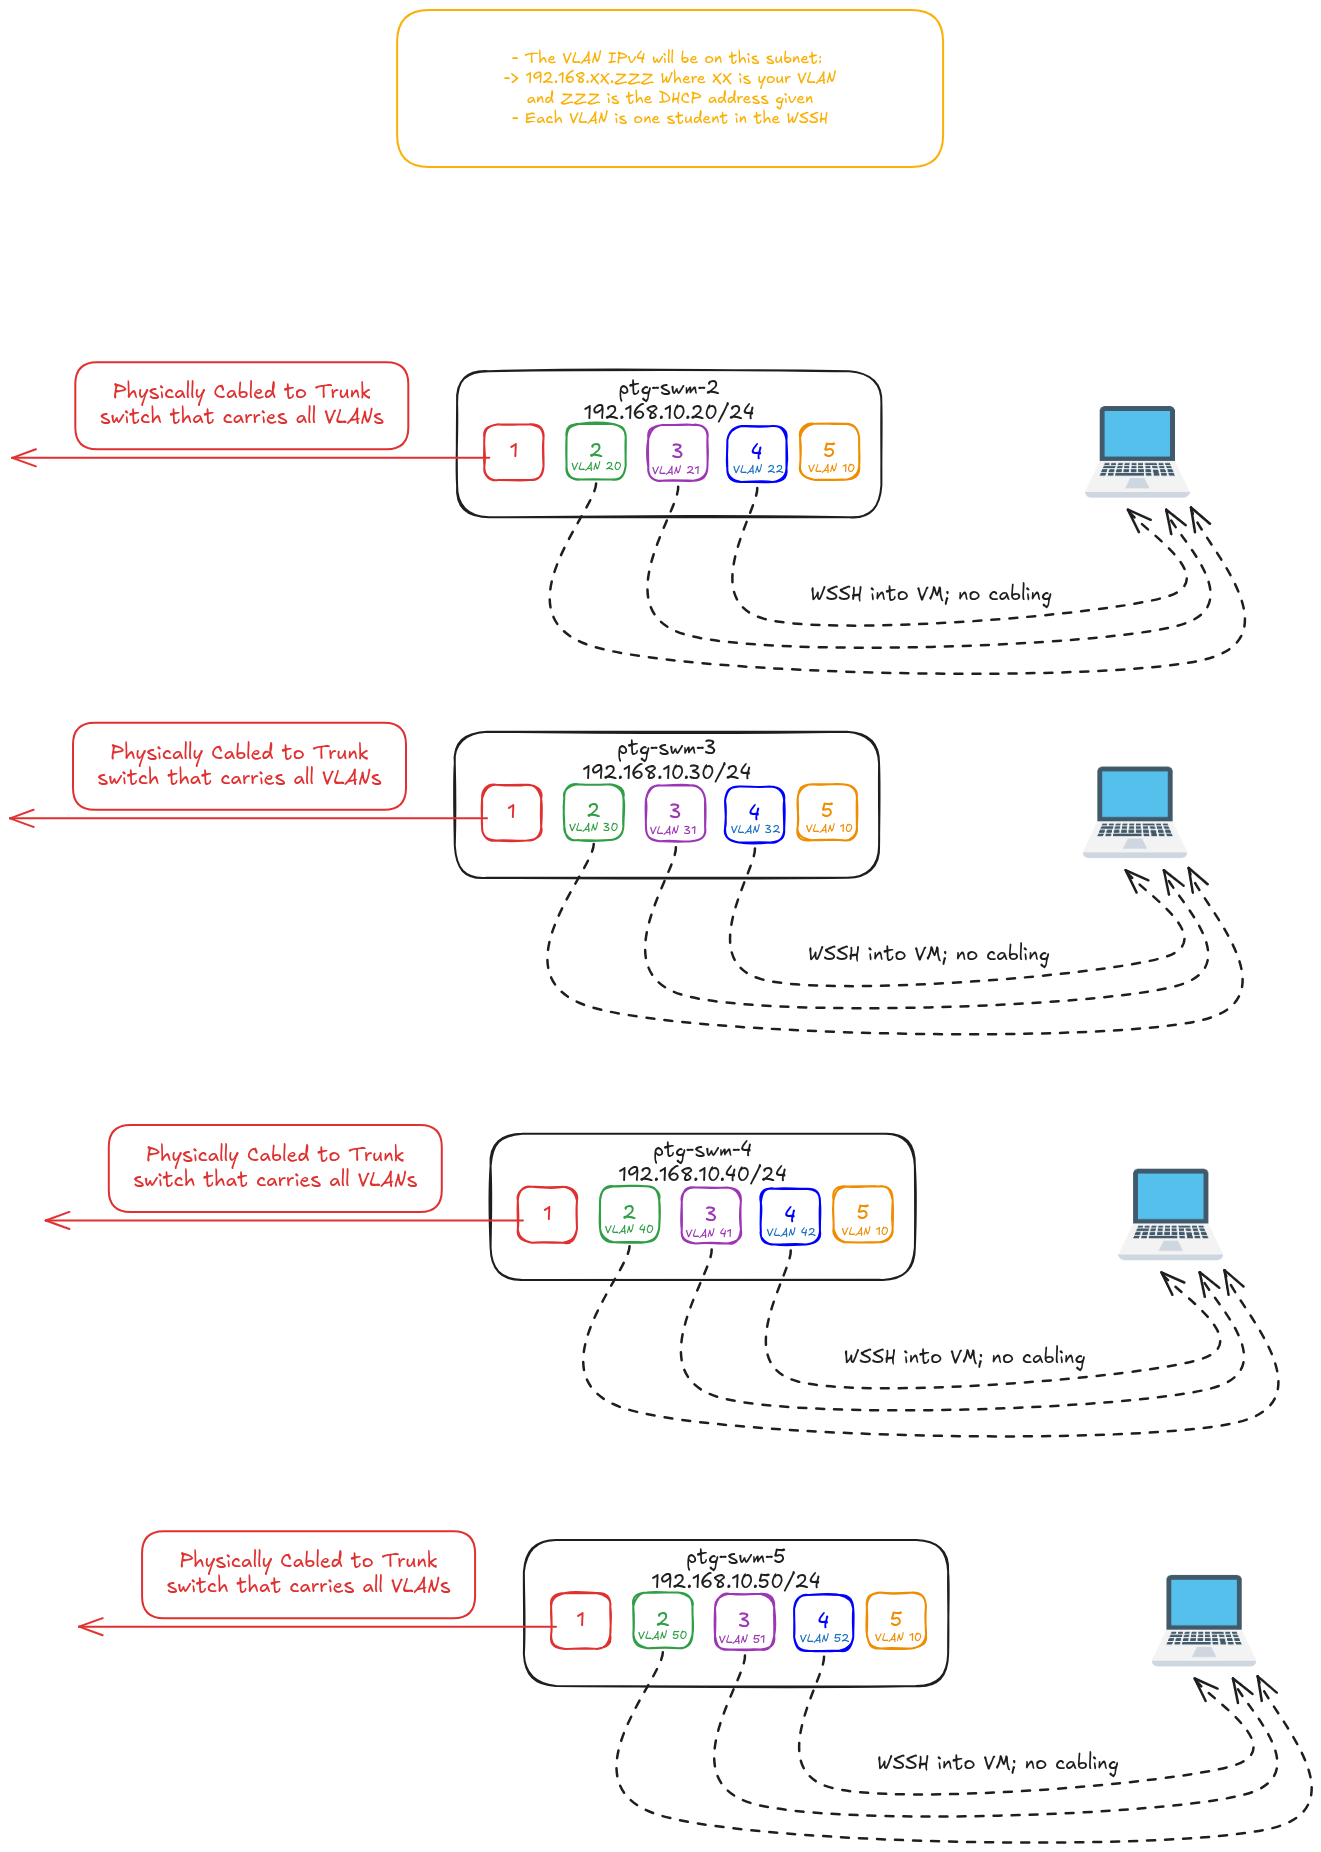 - The VLAN IPv4 will be on this subnet:
-> 192.168.XX.ZZZ Where XX is your VLAN
and ZZZ is the DHCP address given
- Each VLAN is one student in the WSSH
Physically Cabled to Trunk
switch that carries all VLANs
ptg-swm-2
192.168.10.20/24
1
2
VLAN 20
3
VLAN 21
4
VLAN 22
5
VLAN 10
WSSH into VM; no cabling
Physically Cabled to Trunk
switch that carries all VLANs
ptg-swm-3
192.168.10.30/24
1
2
VLAN 30
3
VLAN 31
4
VLAN 32
5
VLAN 10
WSSH into VM; no cabling
Physically Cabled to Trunk
switch that carries all VLANs
ptg-swm-4
192.168.10.40/24
1
2
VLAN 40
3
VLAN 41
4
VLAN 42
5
VLAN 10
WSSH into VM; no cabling
Physically Cabled to Trunk
switch that carries all VLANs
ptg-swm-5
192.168.10.50/24
1
2
VLAN 50
3
VLAN 51
4
VLAN 52
5
VLAN 10
WSSH into VM; no cabling